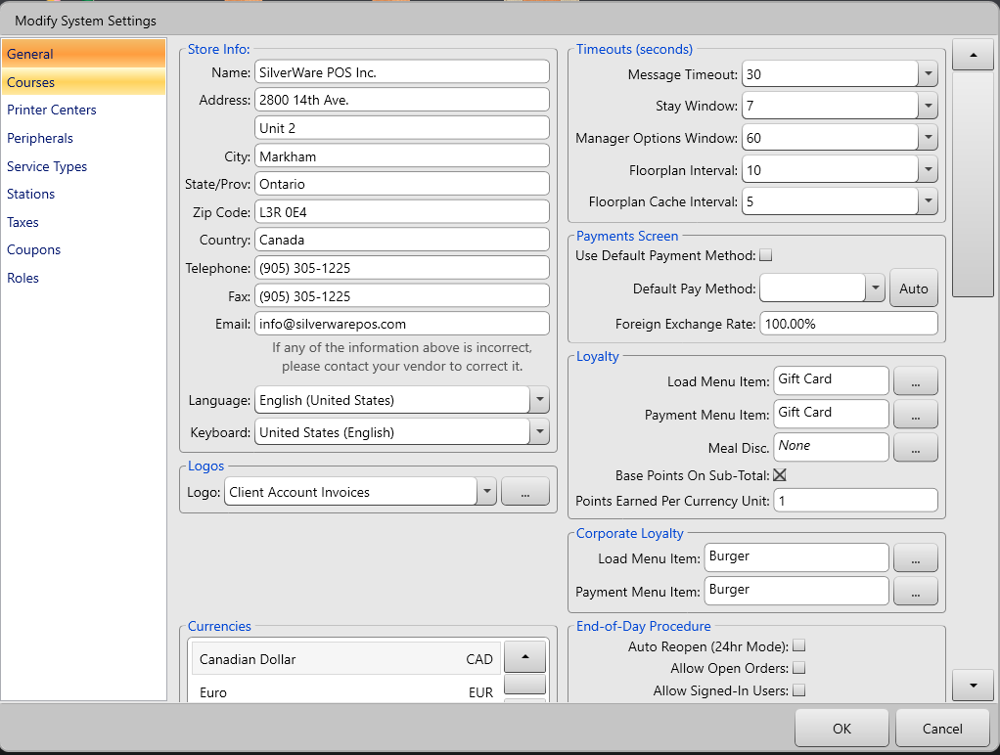 Modify System Settings
General
Courses
Printer Centers
Peripherals
Service Types
Stations
Taxes
Coupons
Roles
Store Info:
Name: SilverWare POS Inc.
Address: 2800 14th Ave.
Unit 2
City: Markham
State/Prov: Ontario
Zip Code: L3R 0E4
Country: Canada
Telephone: (905) 305-1225
Fax: (905) 305-1225
Email: info@silverwarepos.com
If any of the information above is incorrect,
please contact your vendor to correct it.
Language: English (United States)
Keyboard: United States (English)
Logos
Logo: Client Account Invoices ...
Currencies
Canadian Dollar CAD
Euro EUR
Timeouts (seconds)
Message Timeout: 30
Stay Window: 7
Manager Options Window: 60
Floorplan Interval: 10
Floorplan Cache Interval: 5
Payments Screen
Use Default Payment Method:
Default Pay Method: Auto
Foreign Exchange Rate: 100.00%
Loyalty
Load Menu Item: Gift Card ...
Payment Menu Item: Gift Card ...
Meal Disc. None ...
Base Points On Sub-Total:
Points Earned Per Currency Unit: 1
Corporate Loyalty
Load Menu Item: Burger ...
Payment Menu Item: Burger ...
End-of-Day Procedure
Auto Reopen (24hr Mode):
Allow Open Orders:
Allow Signed-In Users:
OK Cancel